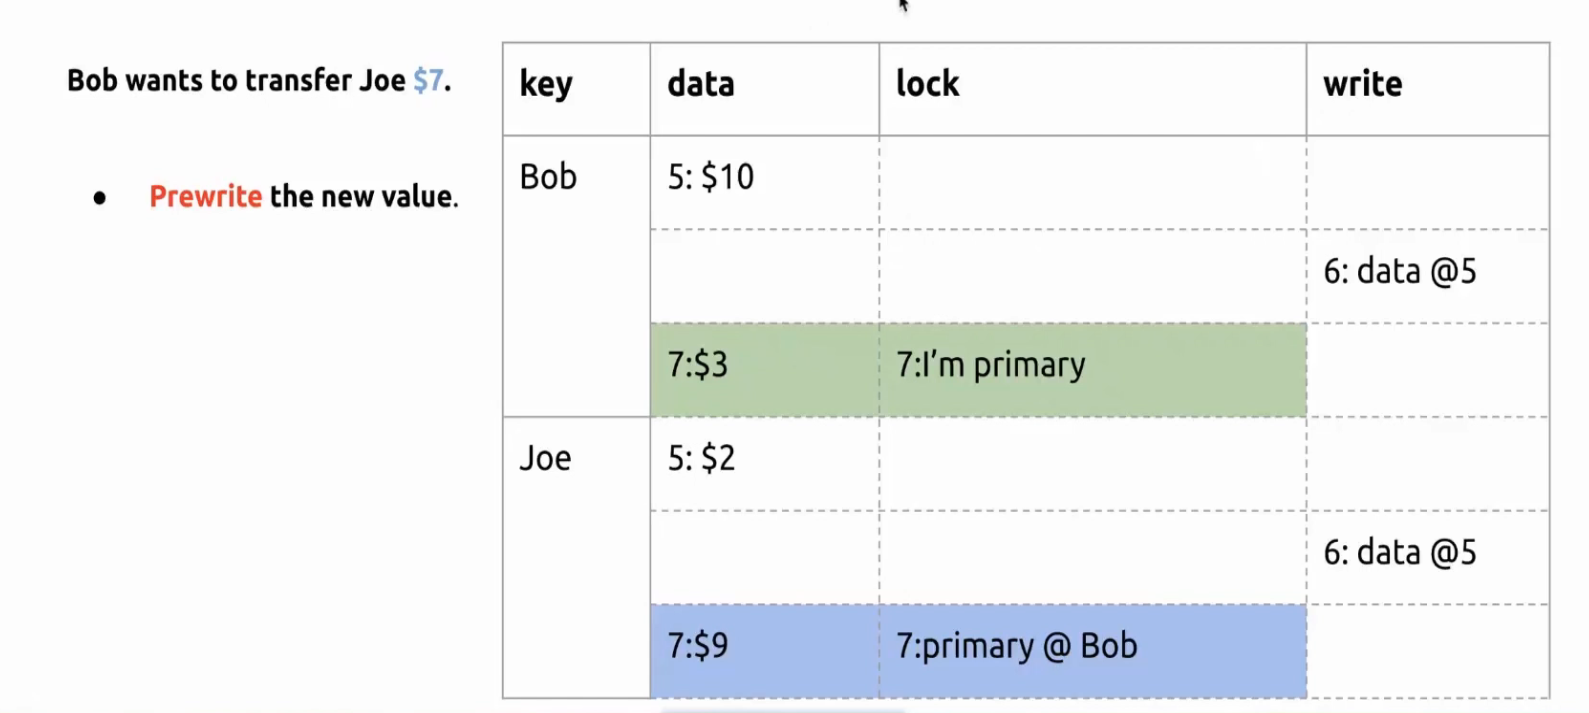 Bob wants to transfer Joe $7.
● Prewrite the new value.
key data lock write
Bob 5: $10
6: data @5
7:$3 7:I'm primary
Joe 5: $2
6: data @5
7:$9 7:primary @ Bob